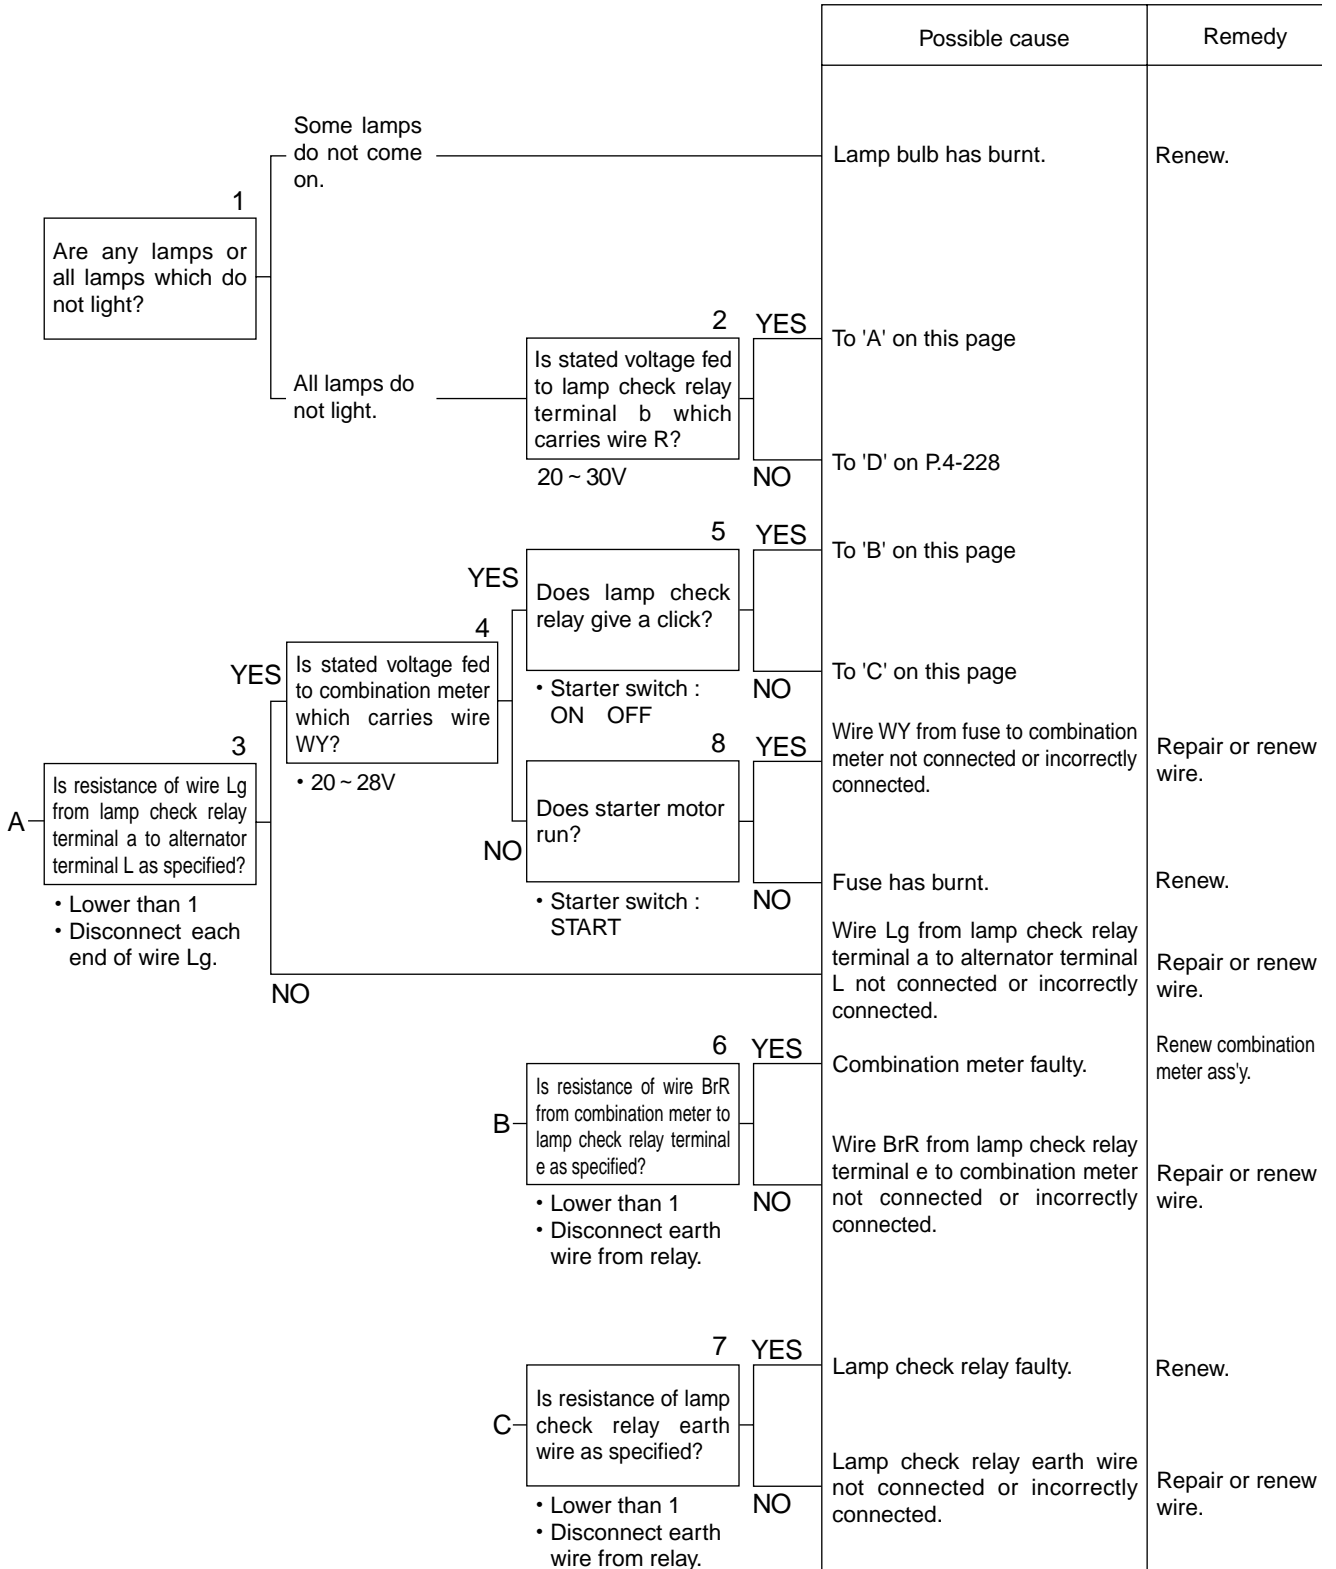 Possible cause
Remedy
Some lamps
do not come
on.
Lamp bulb has burnt.
Renew.
1
Are any lamps or
all lamps which do
not light?
All lamps do
not light.
2
Is stated voltage fed
to lamp check relay
terminal b which
carries wire R?
20 ~ 30V
YES
To 'A' on this page
NO
To 'D' on P.4-228
A
3
Is resistance of wire Lg
from lamp check relay
terminal a to alternator
terminal L as specified?
• Lower than 1
• Disconnect each
end of wire Lg.
YES
4
Is stated voltage fed
to combination meter
which carries wire
WY?
• 20 ~ 28V
YES
5
Does lamp check
relay give a click?
• Starter switch :
ON OFF
YES
To 'B' on this page
NO
To 'C' on this page
NO
8
Does starter motor
run?
• Starter switch :
START
YES
Wire WY from fuse to combination
meter not connected or incorrectly
connected.
Repair or renew
wire.
NO
Fuse has burnt.
Renew.
NO
Wire Lg from lamp check relay
terminal a to alternator terminal
L not connected or incorrectly
connected.
Repair or renew
wire.
B
6
Is resistance of wire BrR
from combination meter to
lamp check relay terminal
e as specified?
• Lower than 1
• Disconnect earth
wire from relay.
YES
Combination meter faulty.
Renew combination
meter ass'y.
NO
Wire BrR from lamp check relay
terminal e to combination meter
not connected or incorrectly
connected.
Repair or renew
wire.
C
7
Is resistance of lamp
check relay earth
wire as specified?
• Lower than 1
• Disconnect earth
wire from relay.
YES
Lamp check relay faulty.
Renew.
NO
Lamp check relay earth wire
not connected or incorrectly
connected.
Repair or renew
wire.